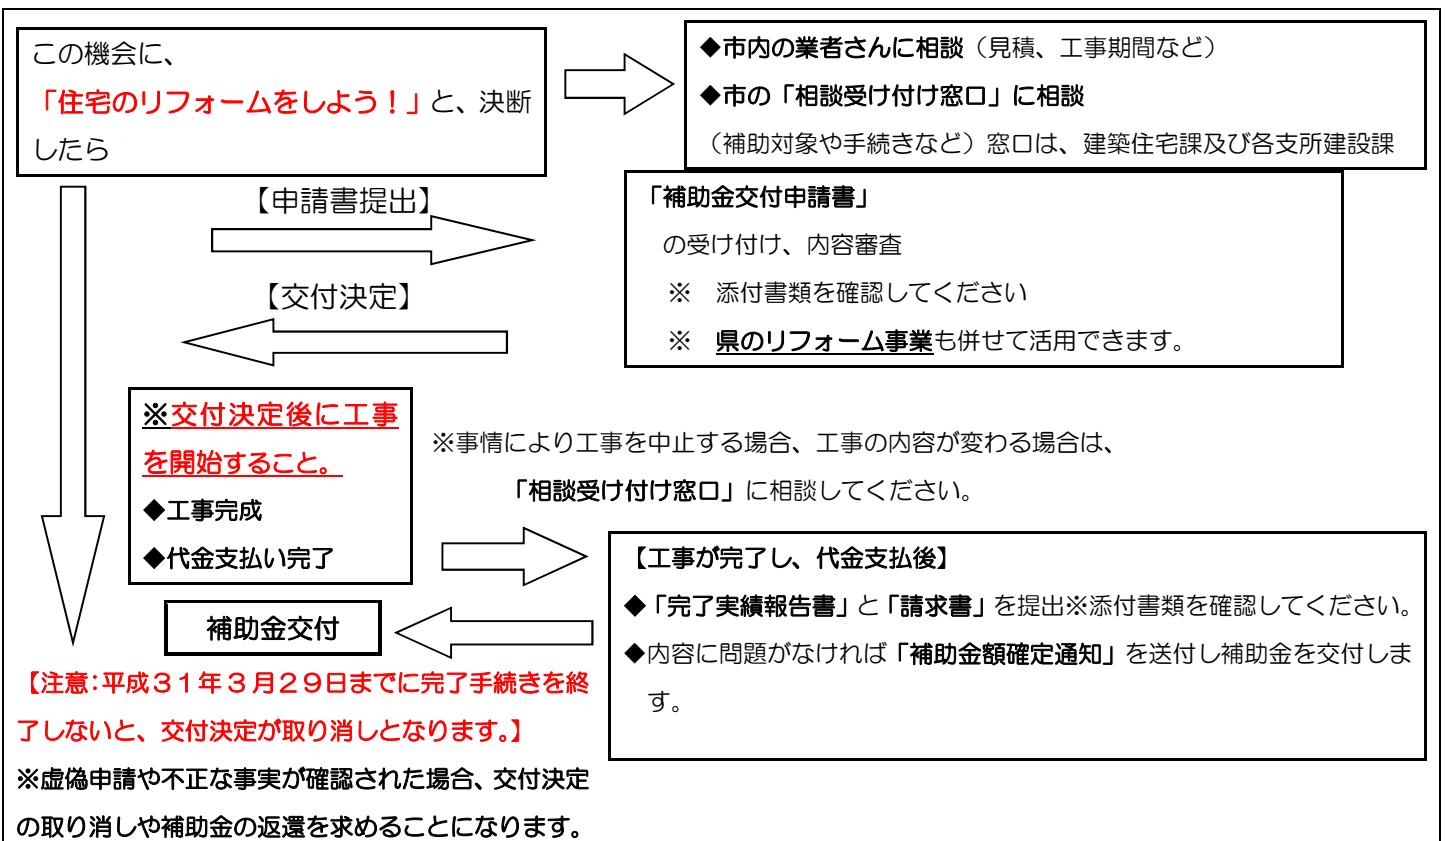 この機会に、
「住宅のリフォームをしよう！」と、決断
したら
◆市内の業者さんに相談（見積、工事期間など）
◆市の「相談受け付け窓口」に相談
（補助対象や手続きなど）窓口は、建築住宅課及び各支所建設課
【申請書提出】
「補助金交付申請書」
の受け付け、内容審査
※　添付書類を確認してください
※　県のリフォーム事業も併せて活用できます。
【交付決定】
※交付決定後に工事
を開始すること。
◆工事完成
◆代金支払い完了
※事情により工事を中止する場合、工事の内容が変わる場合は、
「相談受け付け窓口」に相談してください。
【工事が完了し、代金支払後】
◆「完了実績報告書」と「請求書」を提出※添付書類を確認してください。
◆内容に問題がなければ「補助金額確定通知」を送付し補助金を交付しま
す。
補助金交付
【注意:平成３１年３月２９日までに完了手続きを終
了しないと、交付決定が取り消しとなります。】
※虚偽申請や不正な事実が確認された場合、交付決定
の取り消しや補助金の返還を求めることになります。